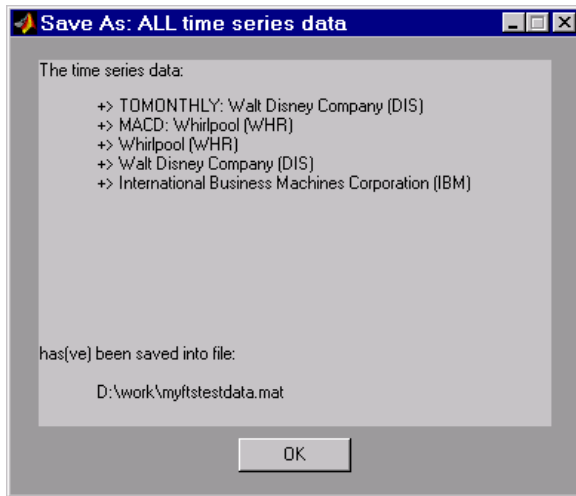 Save As: ALL time series data
The time series data:
+> TOMONTHLY: Walt Disney Company (DIS)
+> MACD: Whirlpool (WHR)
+> Whirlpool (WHR)
+> Walt Disney Company (DIS)
+> International Business Machines Corporation (IBM)
has(ve) been saved into file:
D:\work\myftstestdata.mat
OK